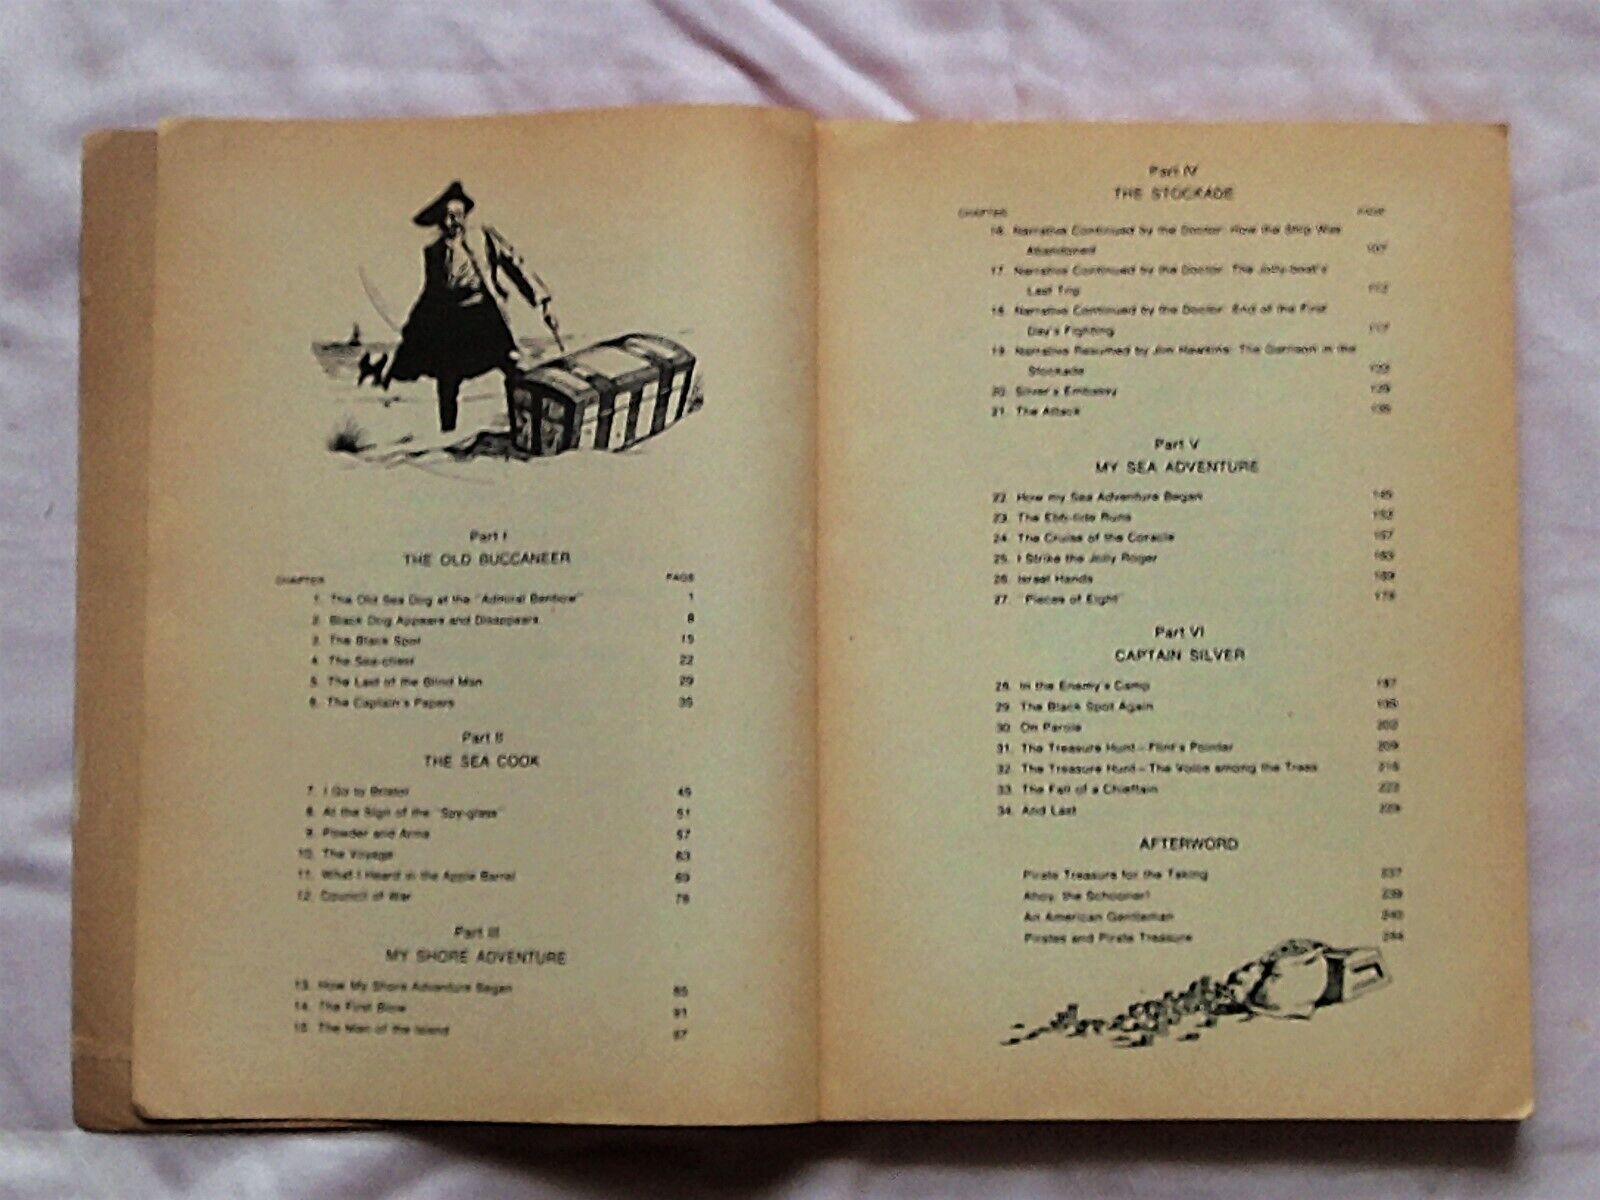 Part I
THE OLD BUCCANEER
CHAPTER PAGE
1. The Old Sea Dog at the "Admiral Benbow" 1
2. Black Dog Appears and Disappears 8
3. The Black Spot 15
4. The Sea-chest 22
5. The Last of the Blind Man 29
6. The Captain's Papers 35
Part II
THE SEA COOK
7. I Go to Bristol 45
8. At the Sign of the "Spy-glass" 51
9. Powder and Arms 57
10. The Voyage 63
11. What I Heard in the Apple Barrel 69
12. Council of War 76
Part III
MY SHORE ADVENTURE
13. How My Shore Adventure Began 85
14. The First Blow 91
15. The Man of the Island 97
Part IV
THE STOCKADE
CHAPTER PAGE
16. Narrative Continued by the Doctor: How the Ship Was
Abandoned 107
17. Narrative Continued by the Doctor: The Jolly-boat's
Last Trip 112
18. Narrative Continued by the Doctor: End of the First
Day's Fighting 117
19. Narrative Resumed by Jim Hawkins: The Garrison in the
Stockade
20. Silver's Embassy 129
21. The Attack
Part V
MY SEA ADVENTURE
22. How my Sea Adventure Began 145
23. The Ebb-tide Runs 152
24. The Cruise of the Coracle 157
25. I Strike the Jolly Roger 163
26. Israel Hands 169
27. "Pieces of Eight"
Part VI
CAPTAIN SILVER
28. In the Enemy's Camp 187
29. The Black Spot Again 195
30. On Parole 202
31. The Treasure Hunt – Flint's Pointer 209
32. The Treasure Hunt – The Voice among the Trees 216
33. The Fall of a Chieftain 222
34. And Last
AFTERWORD
Pirate Treasure for the Taking 237
Ahoy, the Schooner! 239
An American Gentleman 240
Pirates and Pirate Treasure